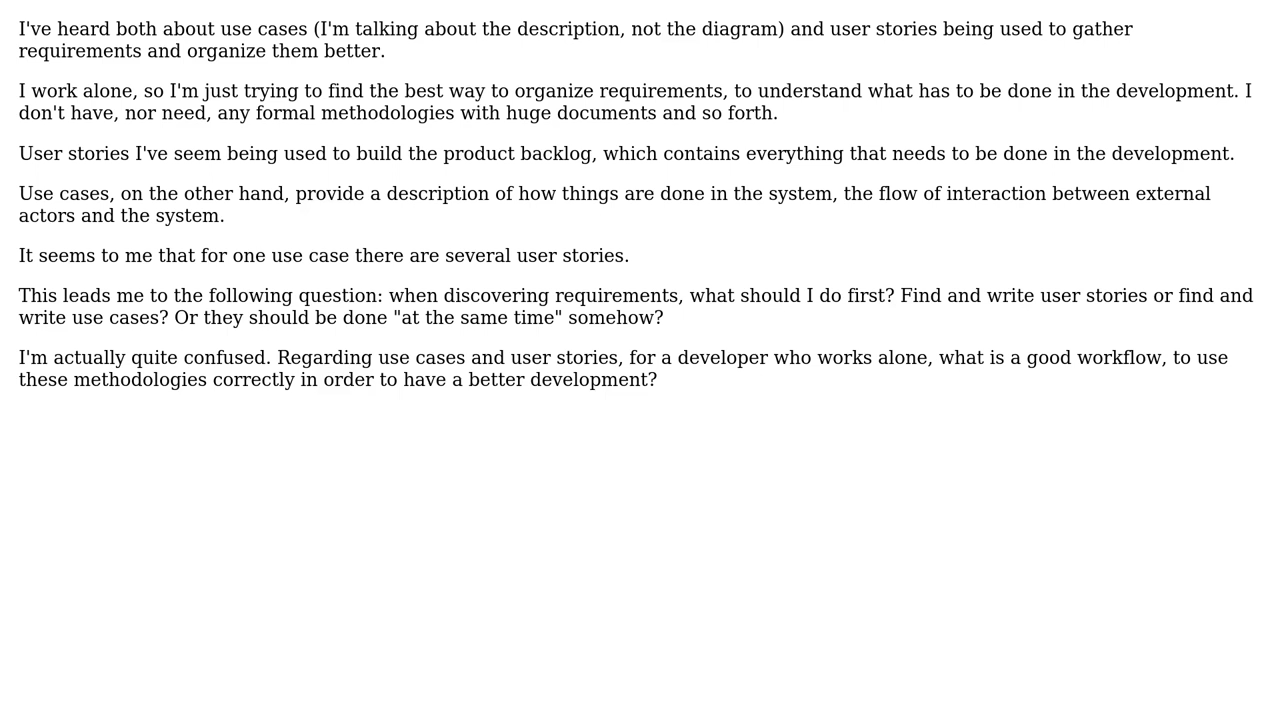 I've heard both about use cases (I'm talking about the description, not the diagram) and user stories being used to gather
requirements and organize them better.
I work alone, so I'm just trying to find the best way to organize requirements, to understand what has to be done in the development. I
don't have, nor need, any formal methodologies with huge documents and so forth.
User stories I've seem being used to build the product backlog, which contains everything that needs to be done in the development.
Use cases, on the other hand, provide a description of how things are done in the system, the flow of interaction between external
actors and the system.
It seems to me that for one use case there are several user stories.
This leads me to the following question: when discovering requirements, what should I do first? Find and write user stories or find and
write use cases? Or they should be done "at the same time" somehow?
I'm actually quite confused. Regarding use cases and user stories, for a developer who works alone, what is a good workflow, to use
these methodologies correctly in order to have a better development?